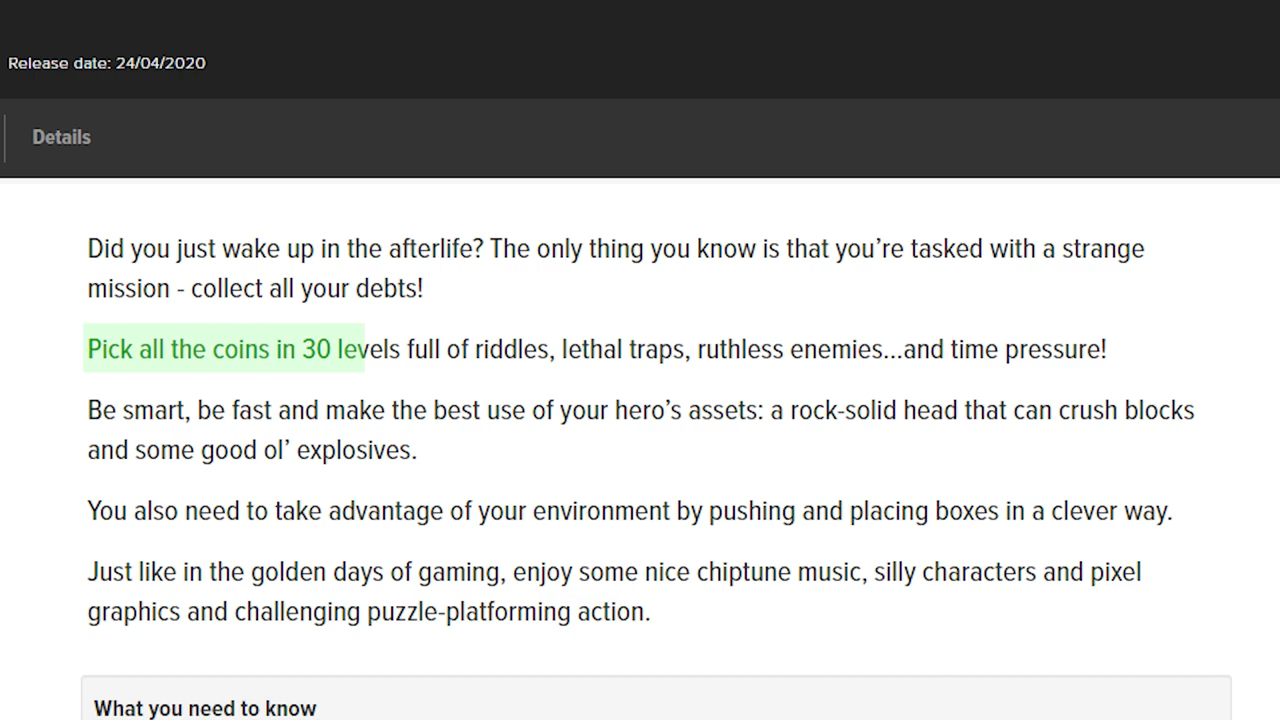 Release date: 24/04/2020
Details
Did you just wake up in the afterlife? The only thing you know is that you’re tasked with a strange
mission - collect all your debts!
Pick all the coins in 30 levels full of riddles, lethal traps, ruthless enemies...and time pressure!
Be smart, be fast and make the best use of your hero’s assets: a rock-solid head that can crush blocks
and some good ol’ explosives.
You also need to take advantage of your environment by pushing and placing boxes in a clever way.
Just like in the golden days of gaming, enjoy some nice chiptune music, silly characters and pixel
graphics and challenging puzzle-platforming action.
What you need to know